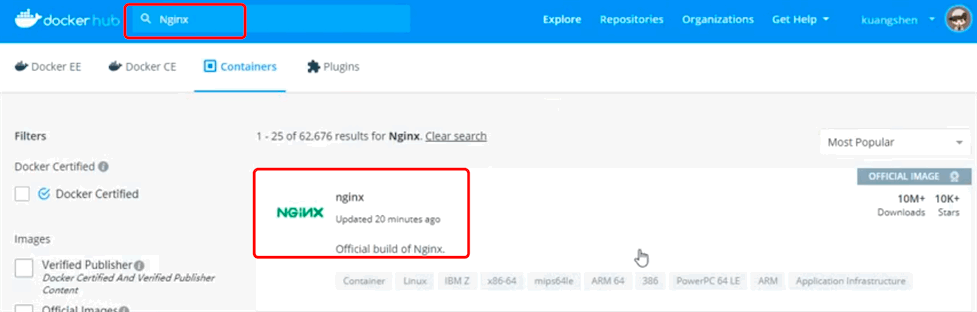 docker hub Nginx Explore Repositories Organizations Get Help kuangshen
Docker EE Docker CE Containers Plugins
Filters
1 - 25 of 62,676 results for Nginx. Clear search
Most Popular
Docker Certified
Docker Certified
OFFICIAL IMAGE
NGINX
nginx
Updated 20 minutes ago
Official build of Nginx.
10M+ 10K+
Downloads Stars
Images
Verified Publisher
Docker Certified And Verified Publisher
Content
Official Images
Container Linux IBM Z x86-64 mips64le ARM 64 386 PowerPC 64 LE ARM Application Infrastructure